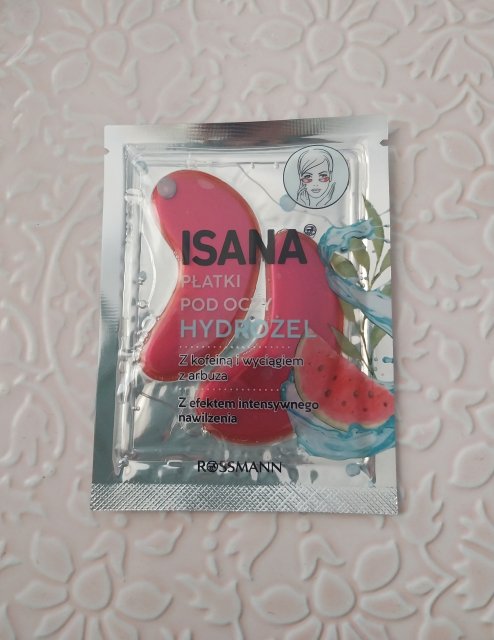 ISANA
PŁATKI
POD OCZY
HYDROŻEL
Z kofeiną i wyciągiem
z arbuza
Z efektem intensywnego
nawilżenia
ROSSMANN